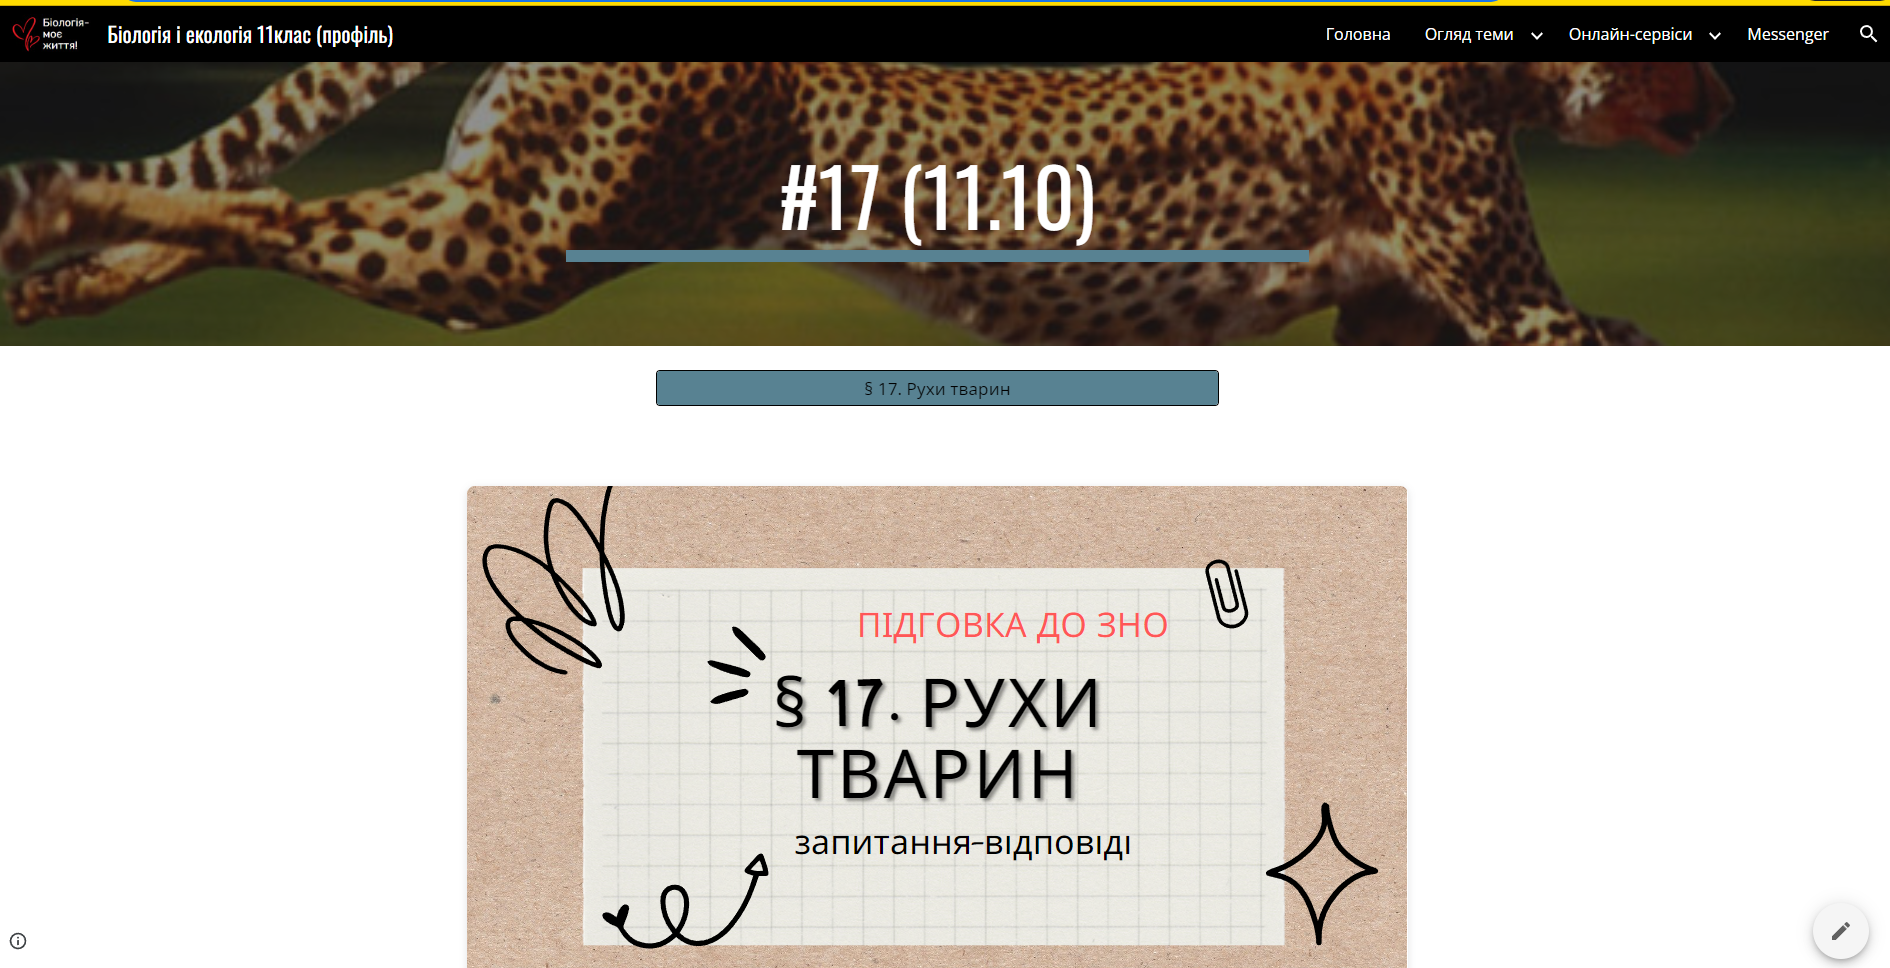 Біологія-
моє
життя!
Біологія і екологія 11клас (профіль)
Головна
Огляд теми
Онлайн-сервіси
Messenger
#17 (11.10)
§ 17. Рухи тварин
ПІДГОВКА ДО ЗНО
§ 17. РУХИ
ТВАРИН
запитання-відповіді